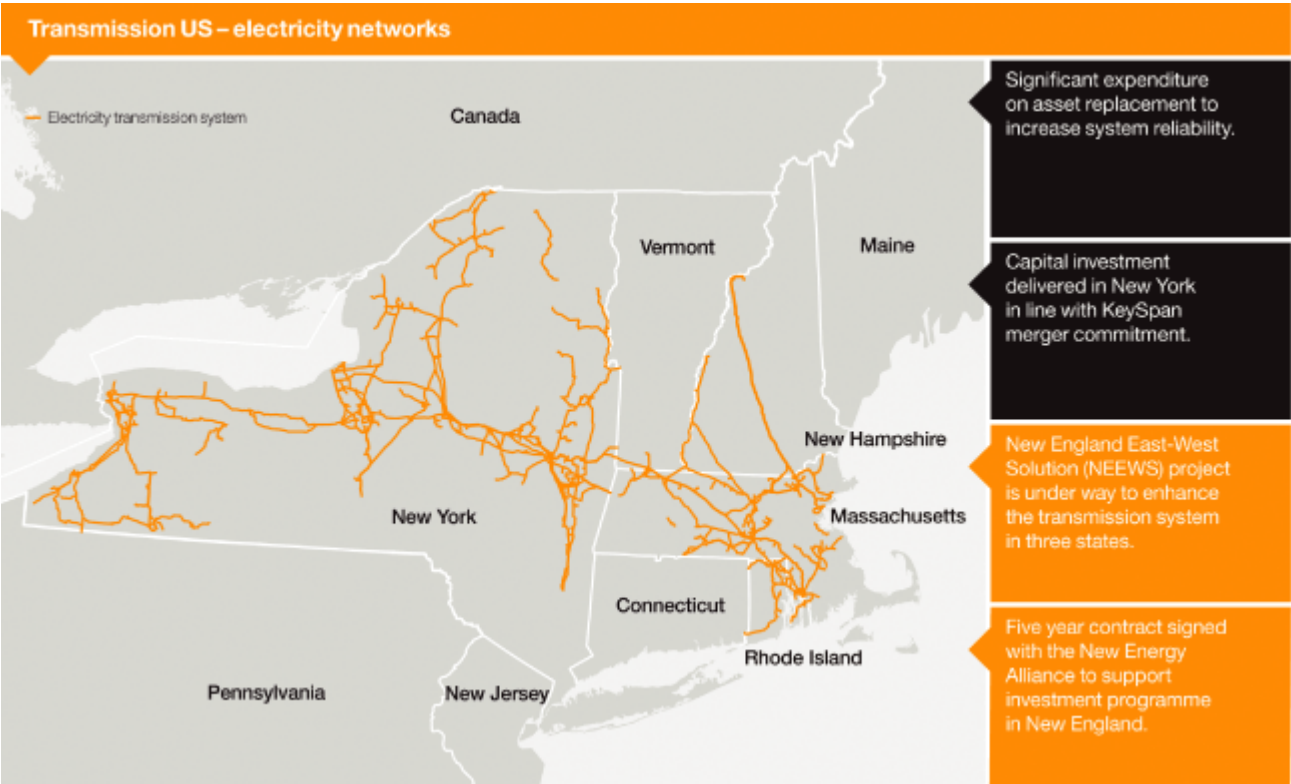 Transmission US – electricity networks
Electricity transmission system
Canada
Vermont
Maine
New Hampshire
New York
Massachusetts
Connecticut
Rhode Island
Pennsylvania
New Jersey
Significant expenditure
on asset replacement to
increase system reliability.
Capital investment
delivered in New York
in line with KeySpan
merger commitment.
New England East-West
Solution (NEEWS) project
is under way to enhance
the transmission system
in three states.
Five year contract signed
with the New Energy
Alliance to support
investment programme
in New England.